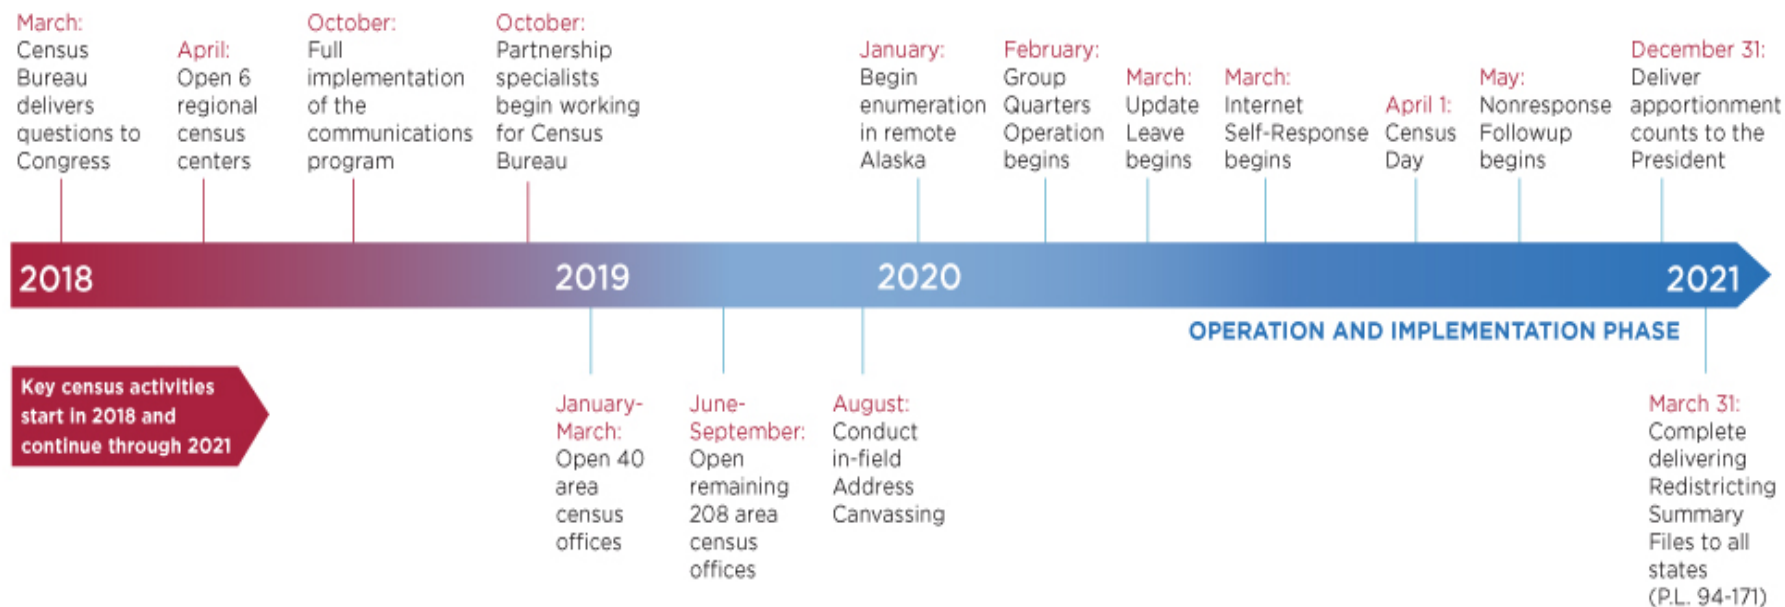 March:
Census
Bureau
delivers
questions to
Congress
April:
Open 6
regional
census
centers
October:
Full
implementation
of the
communications
program
October:
Partnership
specialists
begin working
for Census
Bureau
January:
Begin
enumeration
in remote
Alaska
February:
Group
Quarters
Operation
begins
March:
Update
Leave
begins
March:
Internet
Self-Response
begins
April 1:
Census
Day
May:
Nonresponse
Followup
begins
December 31:
Deliver
apportionment
counts to the
President
2018
2019
2020
2021
OPERATION AND IMPLEMENTATION PHASE
Key census activities
start in 2018 and
continue through 2021
January-
March:
Open 40
area
census
offices
June-
September:
Open
remaining
208 area
census
offices
August:
Conduct
in-field
Address
Canvassing
March 31:
Complete
delivering
Redistricting
Summary
Files to all
states
(P.L. 94-171)